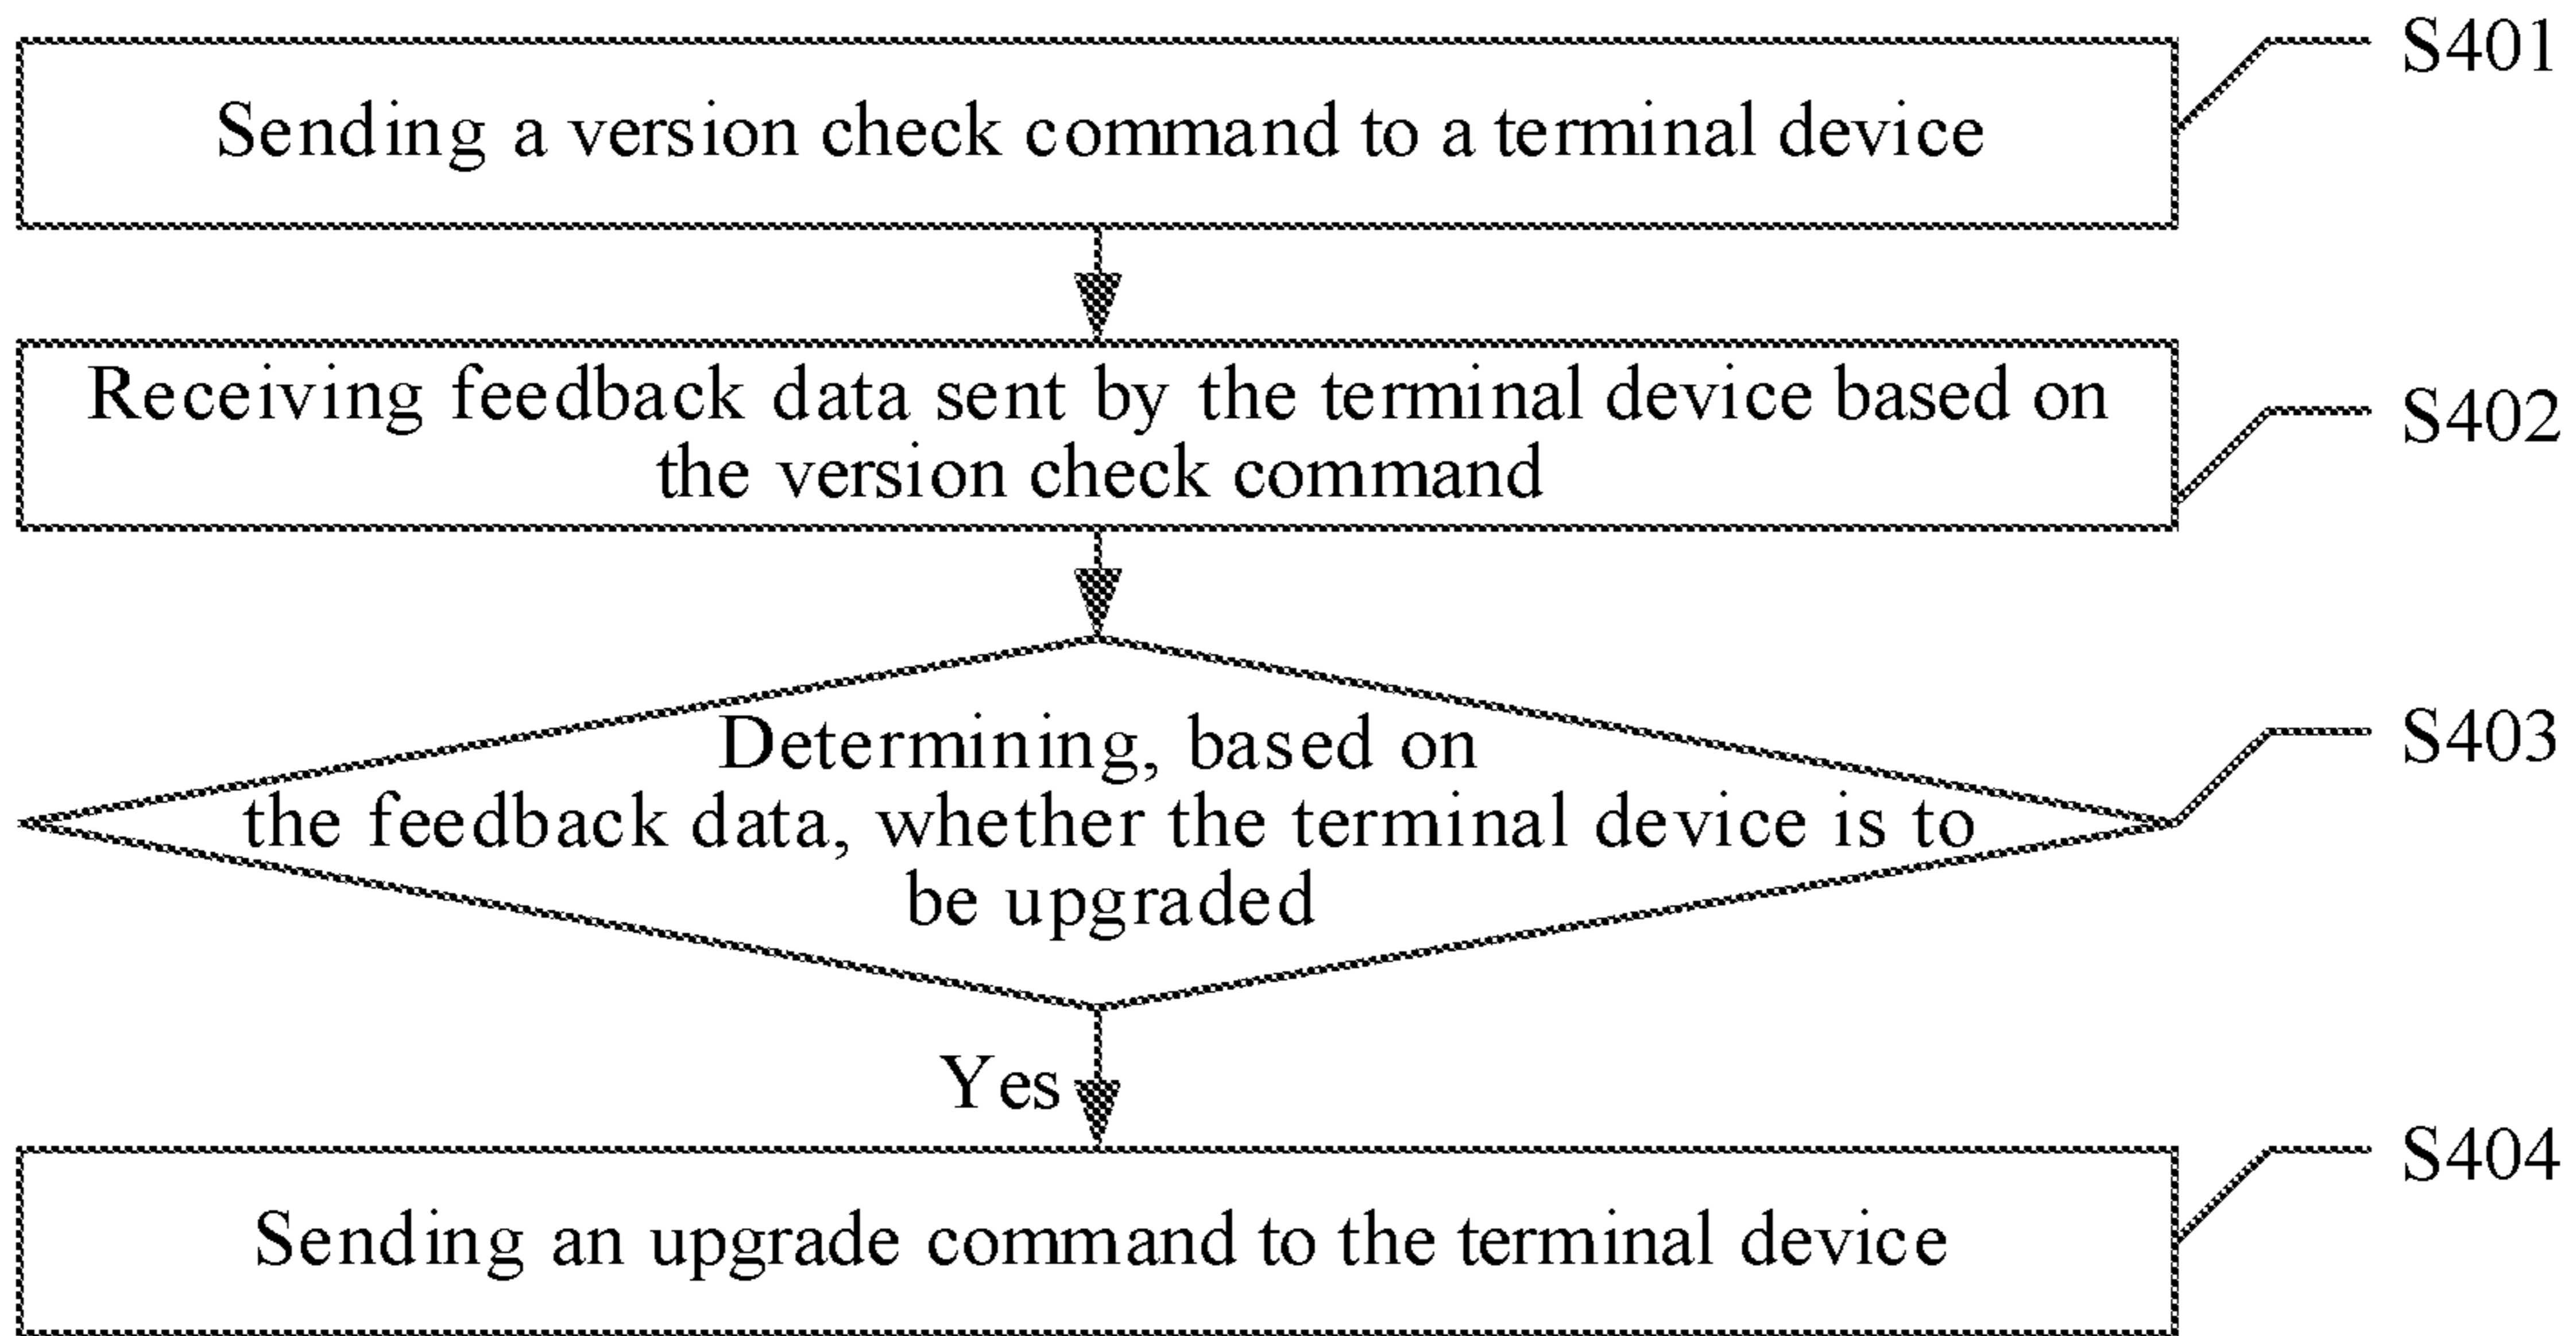 S401
Sending a version check command to a terminal device
Receiving feedback data sent by the terminal device based on
the version check command
S402
Determining, based on
the feedback data, whether the terminal device is to
be upgraded
S403
Yes
Sending an upgrade command to the terminal device
S404